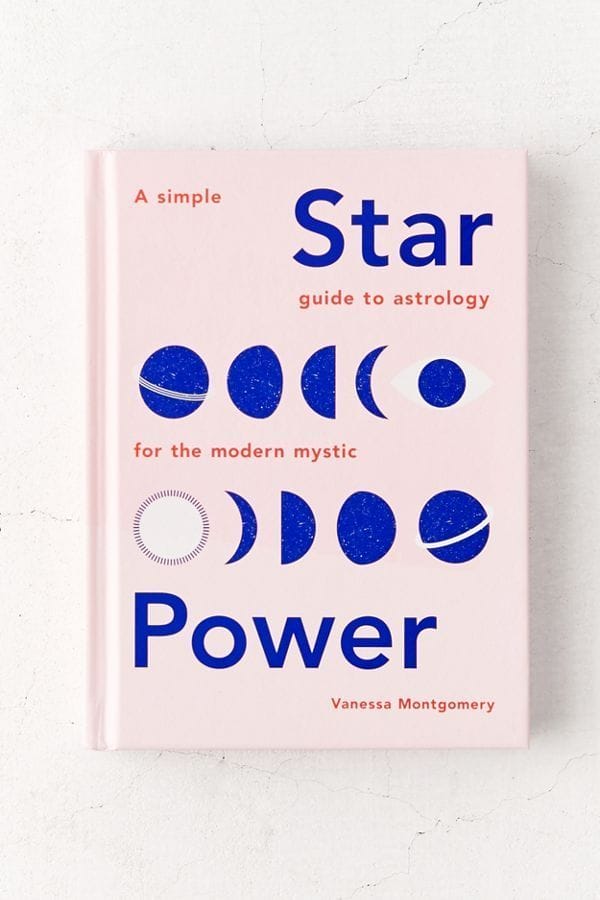 A simple
Star
guide to astrology
for the modern mystic
Power
Vanessa Montgomery